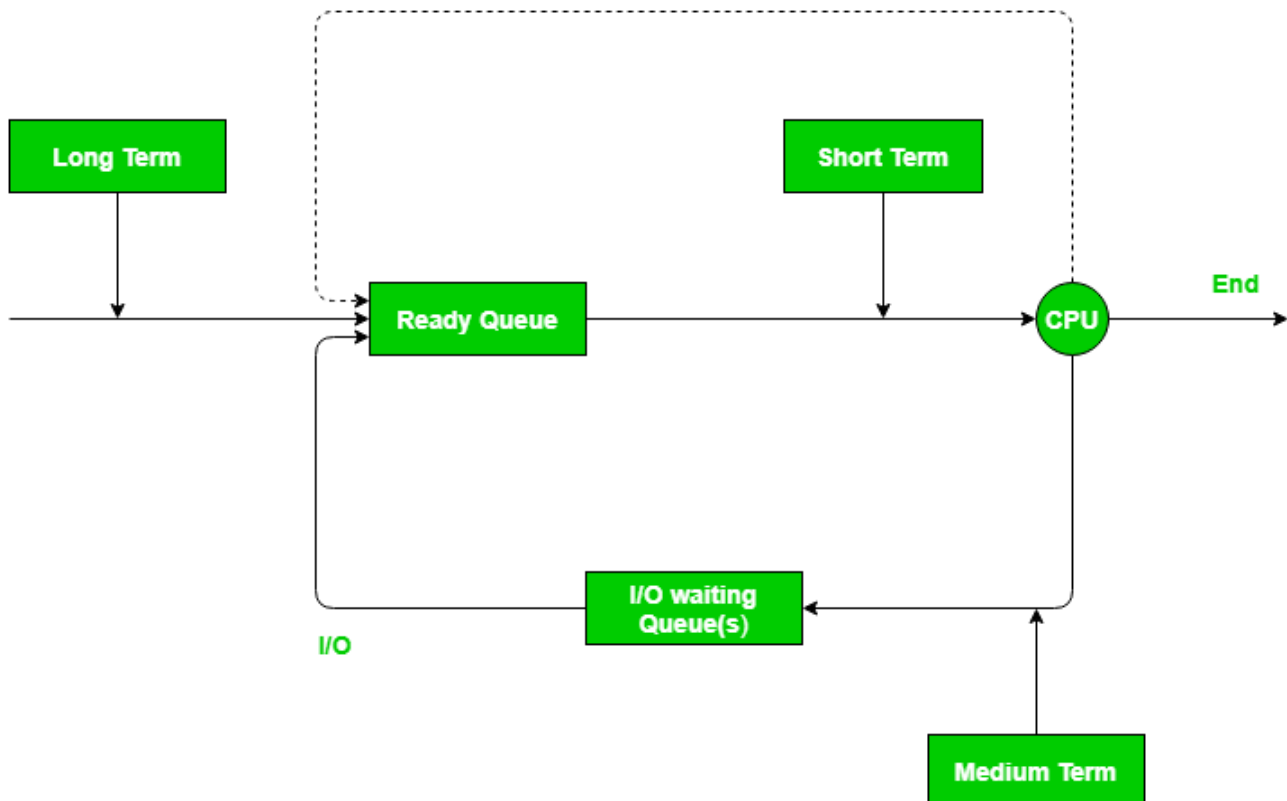 Long Term
Short Term
End
Ready Queue
CPU
I/O waiting
Queue(s)
I/O
Medium Term